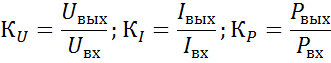 К_U = U_вых / U_вх ; К_I = I_вых / I_вх ; К_P = P_вых / P_вх